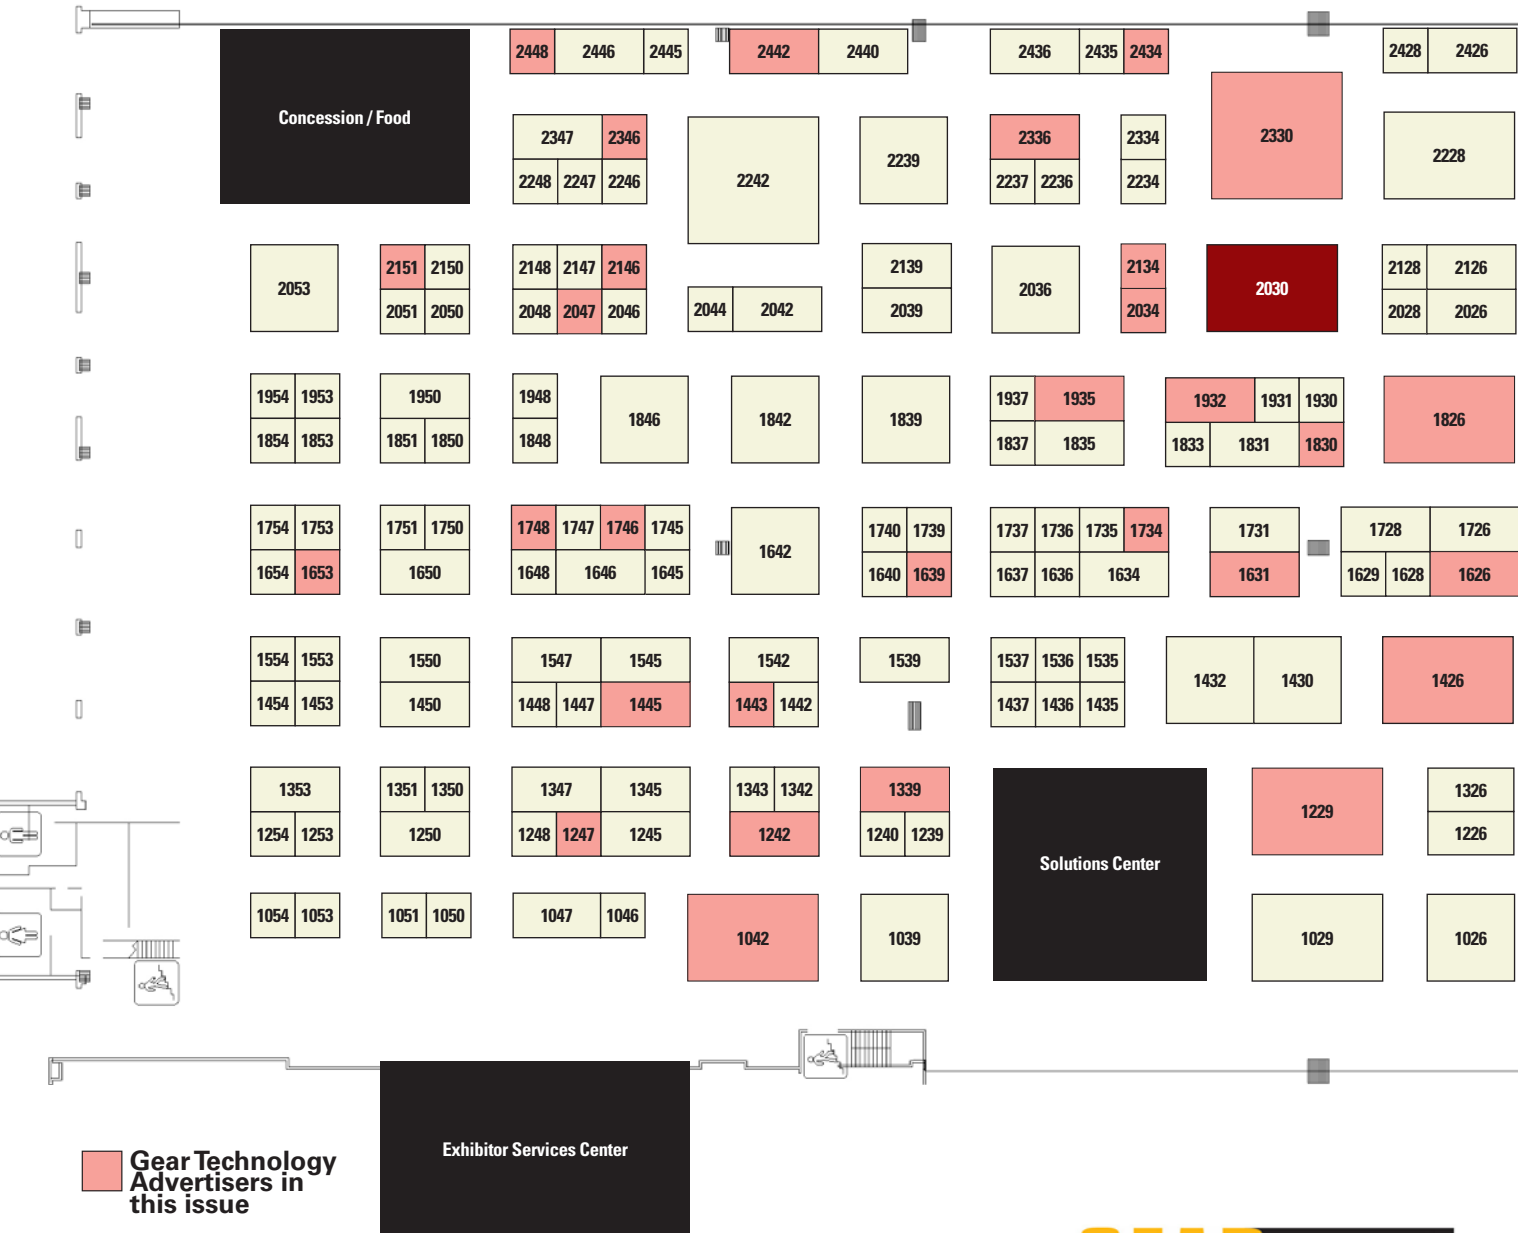 2448 2446 2445 2442 2440 2436 2435 2434 2428 2426
Concession / Food
2347 2346 2242 2239 2336 2334 2330 2228
2248 2247 2246 2237 2236 2234
2053 2151 2150 2148 2147 2146 2139 2036 2134 2030 2128 2126
2051 2050 2048 2047 2046 2044 2042 2039 2034 2028 2026
1954 1953 1950 1948 1846 1842 1839 1937 1935 1932 1931 1930 1826
1854 1853 1851 1850 1848 1837 1835 1833 1831 1830
1754 1753 1751 1750 1748 1747 1746 1745 1642 1740 1739 1737 1736 1735 1734 1731 1728 1726
1654 1653 1650 1648 1646 1645 1640 1639 1637 1636 1634 1631 1629 1628 1626
1554 1553 1550 1547 1545 1542 1539 1537 1536 1535 1432 1430 1426
1454 1453 1450 1448 1447 1445 1443 1442 1437 1436 1435
1353 1351 1350 1347 1345 1343 1342 1339 1229 1326
1254 1253 1250 1248 1247 1245 1242 1240 1239 1226
Solutions Center
1054 1053 1051 1050 1047 1046 1042 1039 1029 1026
Exhibitor Services Center
Gear Technology
Advertisers in
this issue